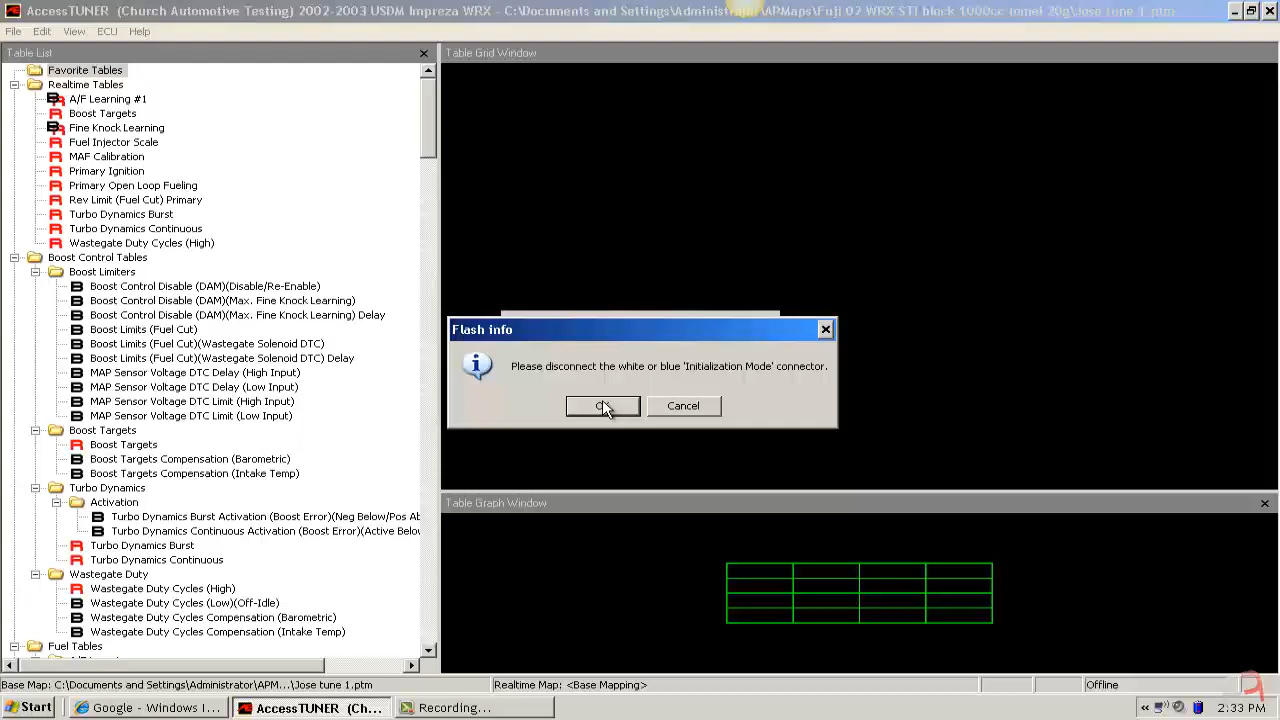 AccessTUNER (Church Automotive Testing) 2002-2003 USDM Impreza WRX - C:\Documents and Settings\Administrator\APMaps\Fuji 02 WRX STI block 1000cc tomei 20g\Jose tune 1.ptm
File Edit View ECU Help
Table List
Table Grid Window
Favorite Tables
Realtime Tables
A/F Learning #1
Boost Targets
Fine Knock Learning
Fuel Injector Scale
MAF Calibration
Primary Ignition
Primary Open Loop Fueling
Rev Limit (Fuel Cut) Primary
Turbo Dynamics Burst
Turbo Dynamics Continuous
Wastegate Duty Cycles (High)
Boost Control Tables
Boost Limiters
Boost Control Disable (DAM)(Disable/Re-Enable)
Boost Control Disable (DAM)(Max. Fine Knock Learning)
Boost Control Disable (DAM)(Max. Fine Knock Learning) Delay
Boost Limits (Fuel Cut)
Boost Limits (Fuel Cut)(Wastegate Solenoid DTC)
Boost Limits (Fuel Cut)(Wastegate Solenoid DTC) Delay
MAP Sensor Voltage DTC Delay (High Input)
MAP Sensor Voltage DTC Delay (Low Input)
MAP Sensor Voltage DTC Limit (High Input)
MAP Sensor Voltage DTC Limit (Low Input)
Boost Targets
Boost Targets
Boost Targets Compensation (Barometric)
Boost Targets Compensation (Intake Temp)
Turbo Dynamics
Activation
Turbo Dynamics Burst Activation (Boost Error)(Neg Below/Pos Ab
Turbo Dynamics Continuous Activation (Boost Error)(Active Belov
Turbo Dynamics Burst
Turbo Dynamics Continuous
Wastegate Duty
Wastegate Duty Cycles (High)
Wastegate Duty Cycles (Low)(Off-Idle)
Wastegate Duty Cycles Compensation (Barometric)
Wastegate Duty Cycles Compensation (Intake Temp)
Fuel Tables
Flash info
Please disconnect the white or blue 'Initialization Mode' connector.
Cancel
Table Graph Window
Base Map: C:\Documents and Settings\Administrator\APM...\Jose tune 1.ptm
Realtime Map: <Base Mapping>
Offline
Start
Google - Windows I...
AccessTUNER (Ch...
Recording...
2:33 PM